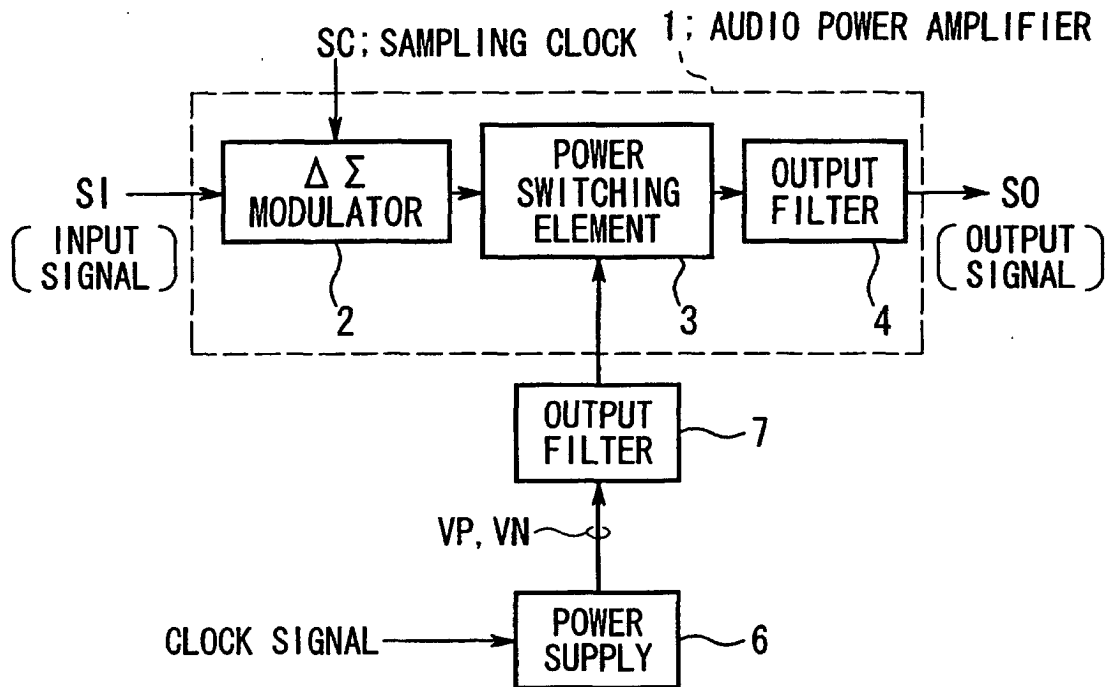 SC; SAMPLING CLOCK
1; AUDIO POWER AMPLIFIER
SI
INPUT
SIGNAL
Δ Σ
MODULATOR
2
POWER
SWITCHING
ELEMENT
3
OUTPUT
FILTER
4
SO
OUTPUT
SIGNAL
OUTPUT
FILTER
7
VP, VN
CLOCK SIGNAL
POWER
SUPPLY
6